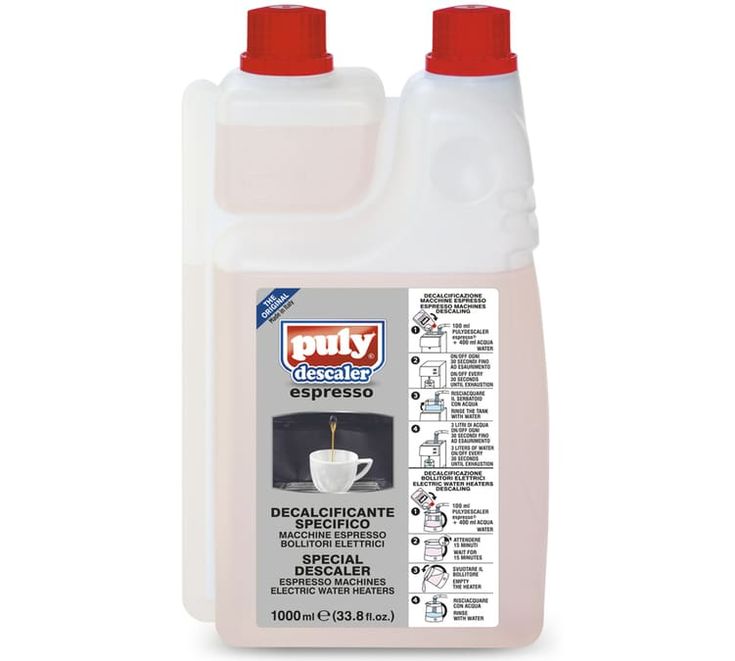 THE
ORIGINAL
Made in Italy
puly®
descaler
espresso
DECALCIFICANTE
SPECIFICO
MACCHINE ESPRESSO
BOLLITORI ELETTRICI
SPECIAL
DESCALER
ESPRESSO MACHINES
ELECTRIC WATER HEATERS
1000 ml ℮ (33.8 fl.oz.)
DECALCIFICAZIONE
MACCHINE ESPRESSO
ESPRESSO MACHINES
DESCALING
1
100 ml
PULYDESCALER
espresso®
+ 400 ml ACQUA
WATER
2
ON/OFF OGNI
30 SECONDI FINO
AD ESAURIMENTO
ON/OFF EVERY
30 SECONDS
UNTIL EXHAUSTION
3
RISCIACQUARE
IL SERBATOIO
CON ACQUA
RINSE THE TANK
WITH WATER
4
3 LITRI DI ACQUA
ON/OFF OGNI
30 SECONDI FINO
AD ESAURIMENTO
3 LITERS OF WATER
ON/OFF EVERY
30 SECONDS
UNTIL EXHAUSTION
DECALCIFICAZIONE
BOLLITORI ELETTRICI
ELECTRIC WATER HEATERS
DESCALING
1
100 ml
PULYDESCALER
espresso®
+ 400 ml ACQUA
WATER
2
ATTENDERE
15 MINUTI
WAIT FOR
15 MINUTES
3
SVUOTARE IL
BOLLITORE
EMPTY
THE HEATER
4
RISCIACQUARE
CON ACQUA
RINSE
WITH WATER